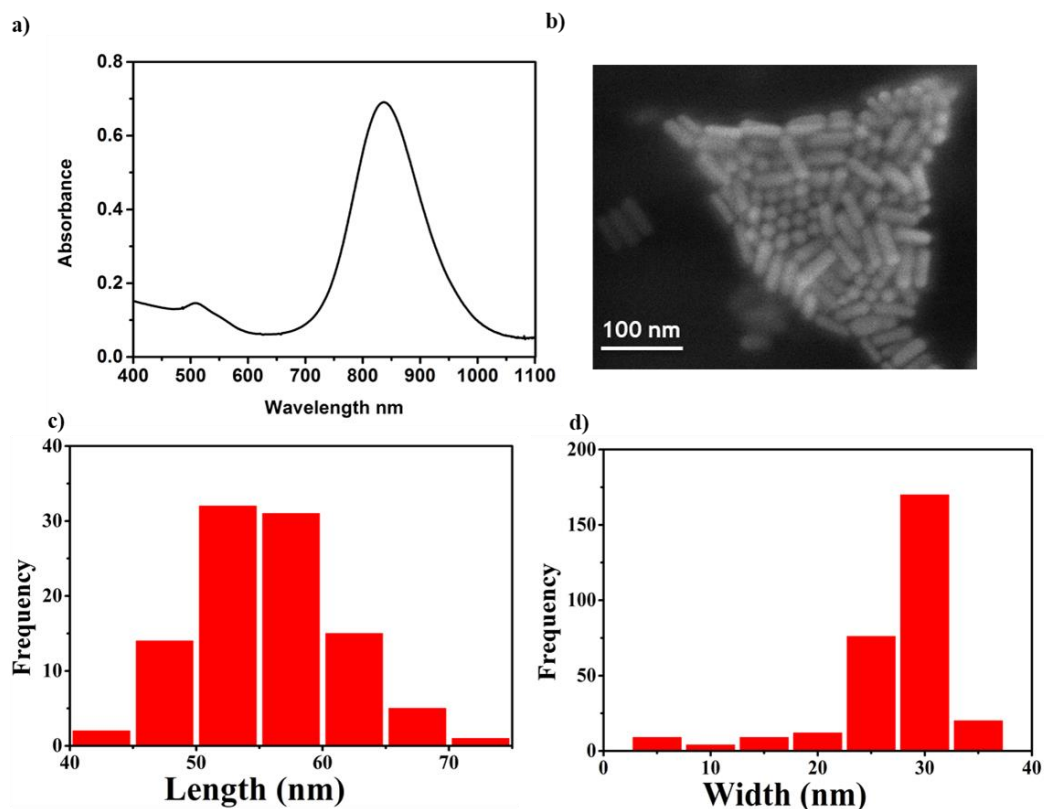 a)
b)
0.8
0.6
0.4
0.2
0.0
Absorbance
400 500 600 700 800 900 1000 1100
Wavelength nm
100 nm
c)
d)
40
30
20
10
0
Frequency
40 50 60 70
Length (nm)
200
150
100
50
0
Frequency
0 10 20 30 40
Width (nm)